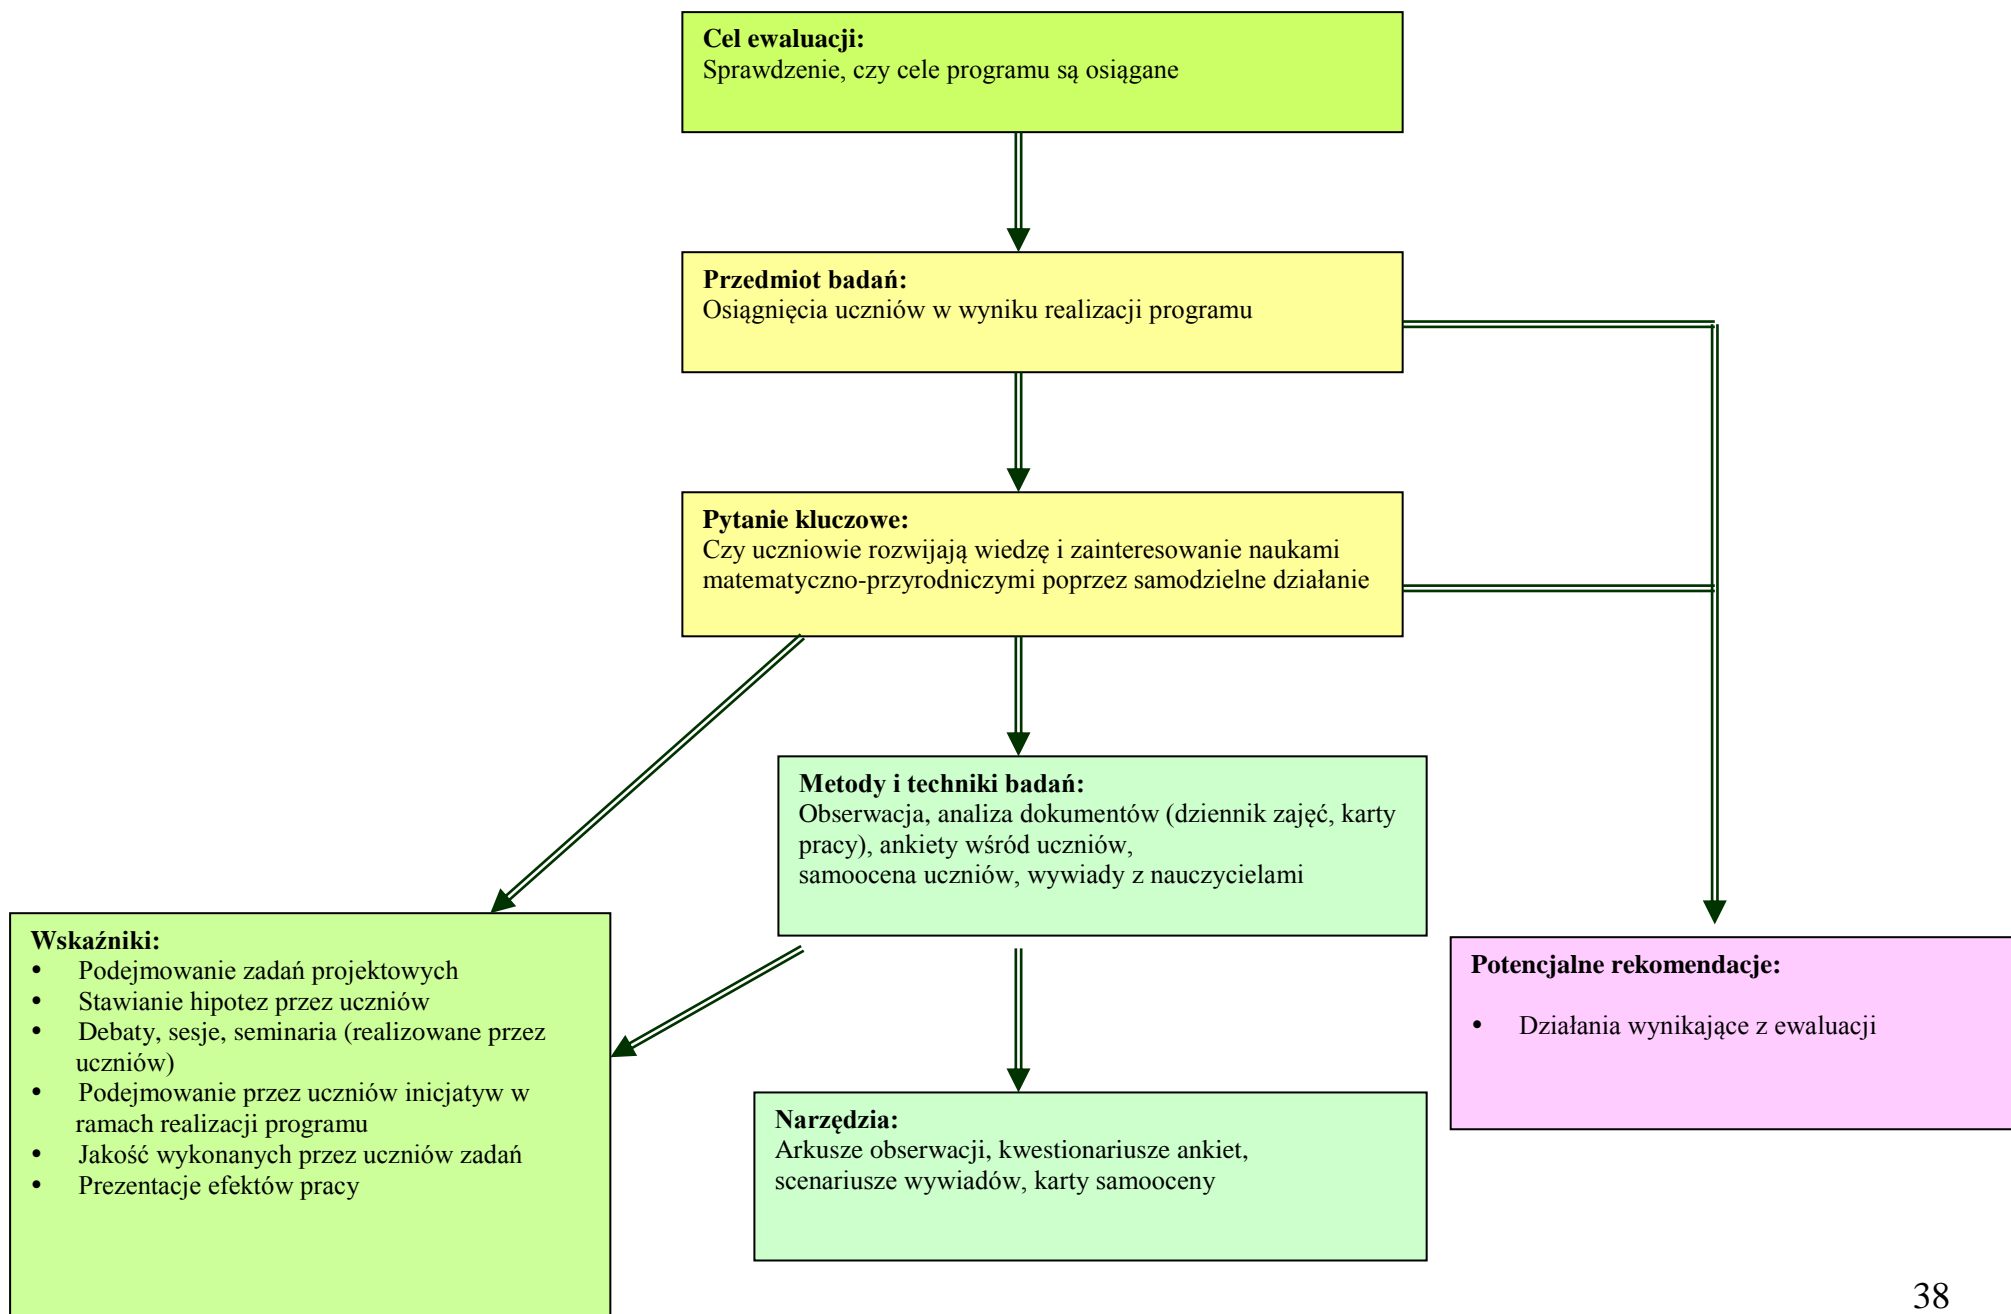 Cel ewaluacji:
Sprawdzenie, czy cele programu są osiągane
Przedmiot badań:
Osiągnięcia uczniów w wyniku realizacji programu
Pytanie kluczowe:
Czy uczniowie rozwijają wiedzę i zainteresowanie naukami
matematyczno-przyrodniczymi poprzez samodzielne działanie
Metody i techniki badań:
Obserwacja, analiza dokumentów (dziennik zajęć, karty
pracy), ankiety wśród uczniów,
samoocena uczniów, wywiady z nauczycielami
Wskaźniki:
• Podejmowanie zadań projektowych
• Stawianie hipotez przez uczniów
• Debaty, sesje, seminaria (realizowane przez
uczniów)
• Podejmowanie przez uczniów inicjatyw w
ramach realizacji programu
• Jakość wykonanych przez uczniów zadań
• Prezentacje efektów pracy
Narzędzia:
Arkusze obserwacji, kwestionariusze ankiet,
scenariusze wywiadów, karty samooceny
Potencjalne rekomendacje:
• Działania wynikające z ewaluacji
38